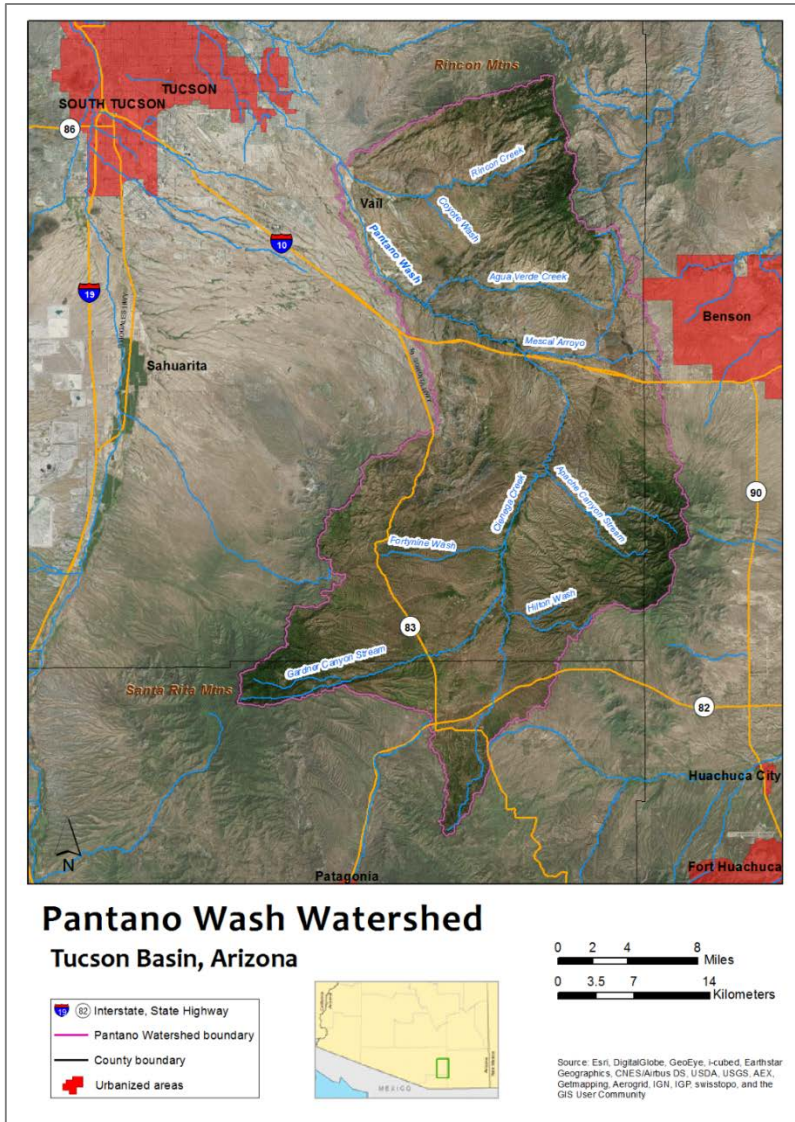 Rincon Mtns
TUCSON
SOUTH TUCSON
86
Rincon Creek
Vail
Coyote Wash
Pantano Wash
10
Agua Verde Creek
19
Benson
Mescal Arroyo
Sahuarita
90
Cienega Creek
Apache Canyon Stream
Fortynine Wash
Hilton Wash
83
Gardner Canyon Stream
Santa Rita Mtns
82
Huachuca City
N
Patagonia
Fort Huachuca
Pantano Wash Watershed
Tucson Basin, Arizona
0 2 4 8
Miles
0 3.5 7 14
Kilometers
19 82 Interstate, State Highway
Pantano Watershed boundary
County boundary
Urbanized areas
Arizona
MEXICO
Source: Esri, DigitalGlobe, GeoEye, i-cubed, Earthstar
Geographics, CNES/Airbus DS, USDA, USGS, AEX,
Getmapping, Aerogrid, IGN, IGP, swisstopo, and the
GIS User Community